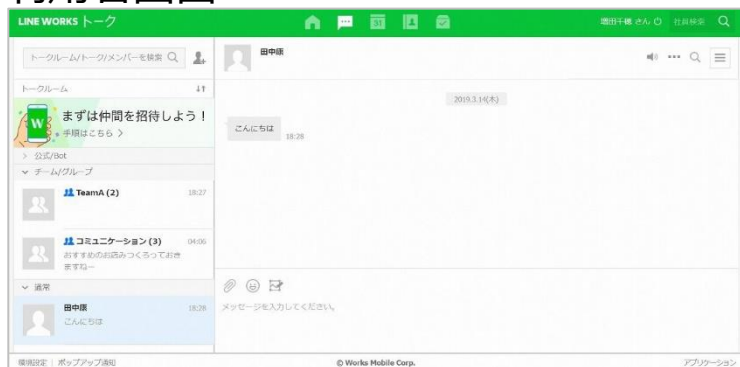 利用者画面
LINE WORKS トーク
31
増田千穂 さん
社員検索
トークルーム/トーク/メンバーを検索
田中康
トークルーム
2019.3.14(木)
W
まずは仲間を招待しよう!
手順はこちら >
こんにちは
18:28
公式/Bot
チーム/グループ
TeamA (2)
18:27
コミュニケーション (3)
04:06
おすすめのお店みつくろっておき
ますねー
通常
田中康
18:28
こんにちは
メッセージを入力してください。
環境設定 | ポップアップ通知
© Works Mobile Corp.
アプリケーション